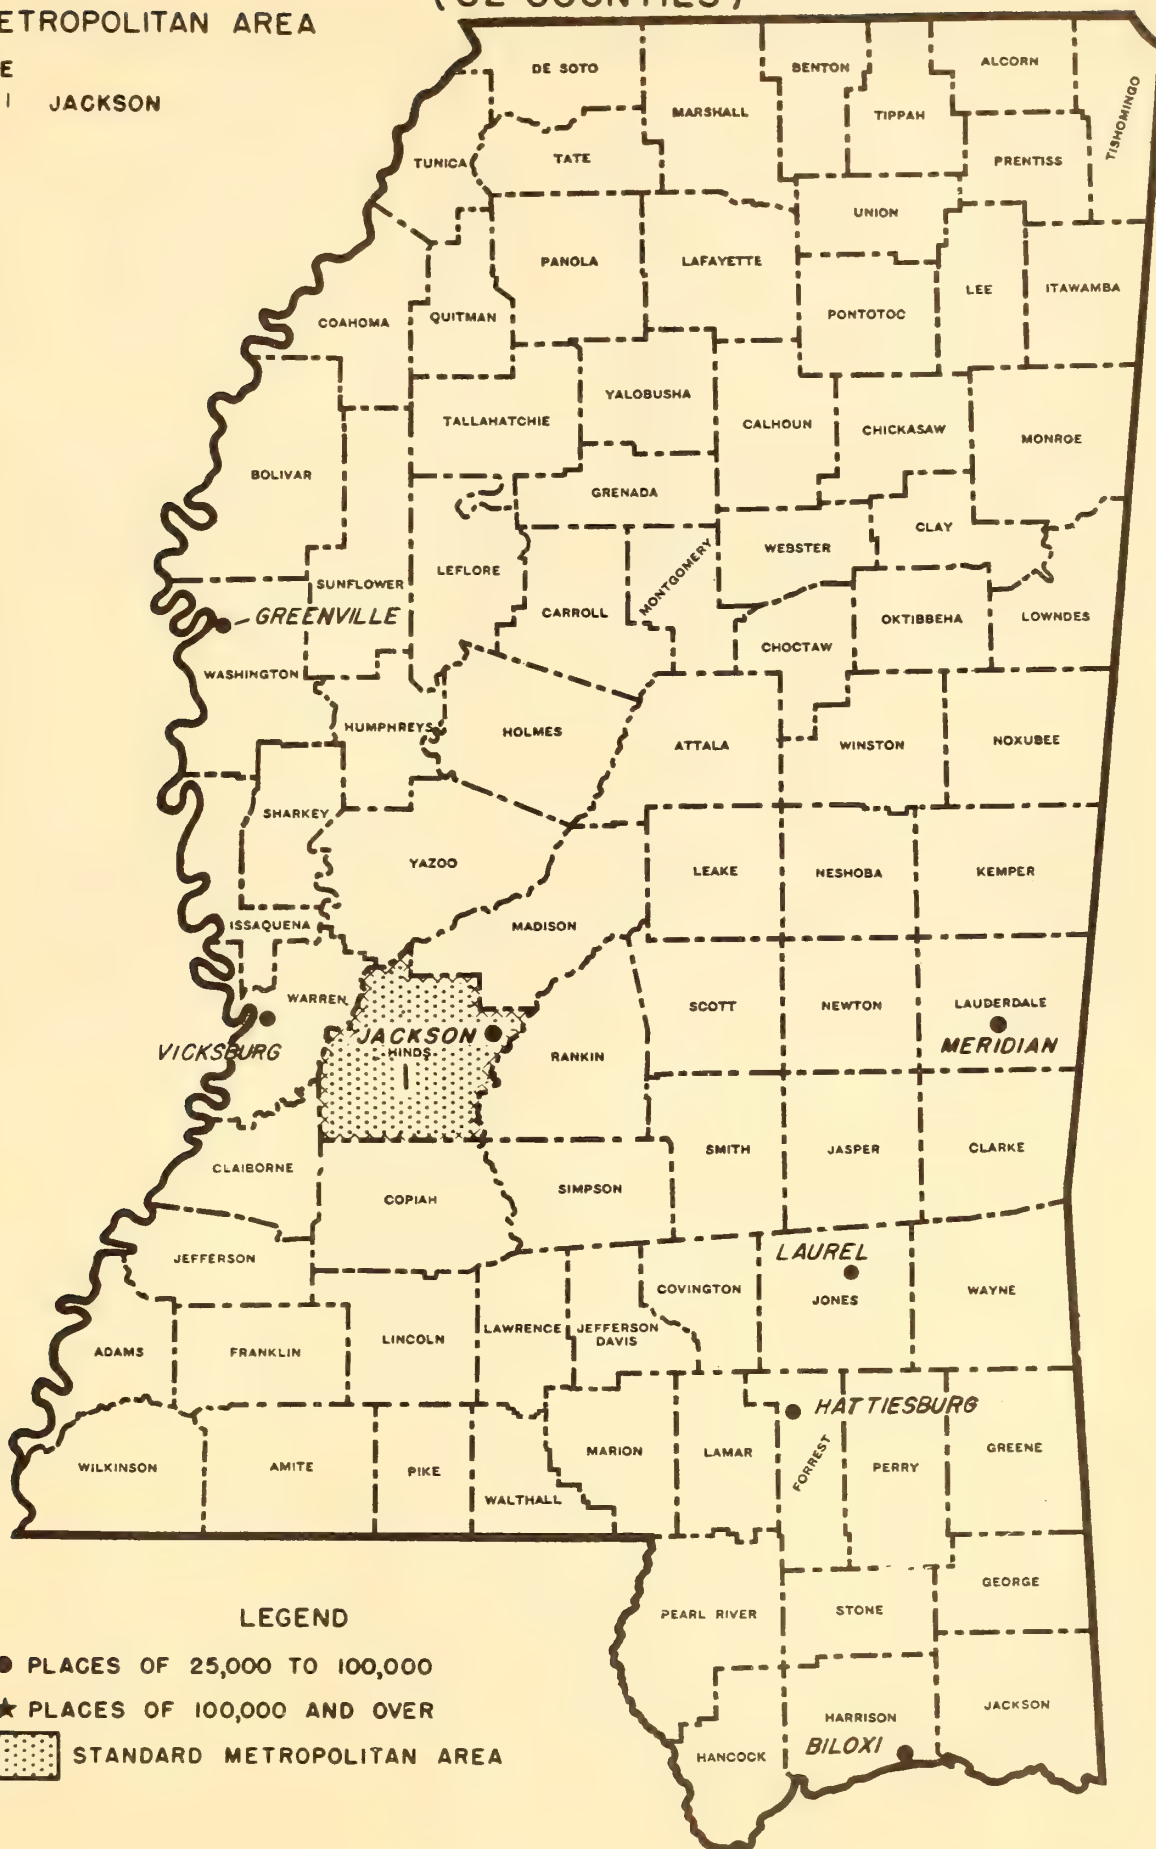 (82 COUNTIES)
ETROPOLITAN AREA
E
1 JACKSON
DE SOTO
BENTON
ALCORN
MARSHALL
TIPPAH
TISHOMINGO
TUNICA
TATE
PRENTISS
UNION
PANOLA
LAFAYETTE
LEE
ITAWAMBA
COAHOMA
QUITMAN
PONTOTOC
YALOBUSHA
TALLAHATCHIE
CALHOUN
CHICKASAW
MONROE
BOLIVAR
GRENADA
CLAY
WEBSTER
SUNFLOWER
LEFLORE
MONTGOMERY
CARROLL
GREENVILLE
OKTIBBEHA
LOWNDES
CHOCTAW
WASHINGTON
HUMPHREYS
HOLMES
ATTALA
WINSTON
NOXUBEE
SHARKEY
YAZOO
LEAKE
NESHOBA
KEMPER
ISSAQUENA
MADISON
WARREN
SCOTT
NEWTON
LAUDERDALE
JACKSON
VICKSBURG
HINDS
1
RANKIN
MERIDIAN
CLAIBORNE
SMITH
JASPER
CLARKE
COPIAH
SIMPSON
JEFFERSON
LAUREL
COVINGTON
JONES
WAYNE
LINCOLN
LAWRENCE
JEFFERSON
DAVIS
ADAMS
FRANKLIN
HATTIESBURG
WILKINSON
AMITE
PIKE
WALTHALL
MARION
LAMAR
FORREST
PERRY
GREENE
GEORGE
PEARL RIVER
STONE
HARRISON
JACKSON
HANCOCK
BILOXI
LEGEND
PLACES OF 25,000 TO 100,000
PLACES OF 100,000 AND OVER
STANDARD METROPOLITAN AREA